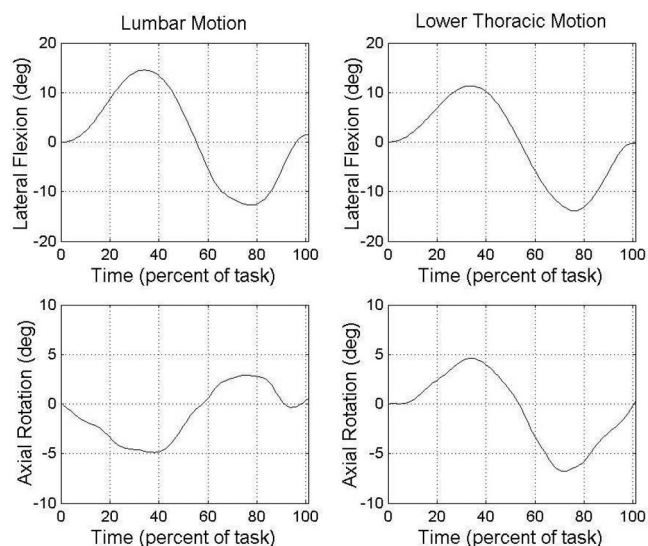 Lumbar Motion
20
10
0
-10
-20
Lateral Flexion (deg)
0 20 40 60 80 100
Time (percent of task)
Lower Thoracic Motion
20
10
0
-10
-20
Lateral Flexion (deg)
0 20 40 60 80 100
Time (percent of task)
10
5
0
-5
-10
Axial Rotation (deg)
0 20 40 60 80 100
Time (percent of task)
10
5
0
-5
-10
Axial Rotation (deg)
0 20 40 60 80 100
Time (percent of task)